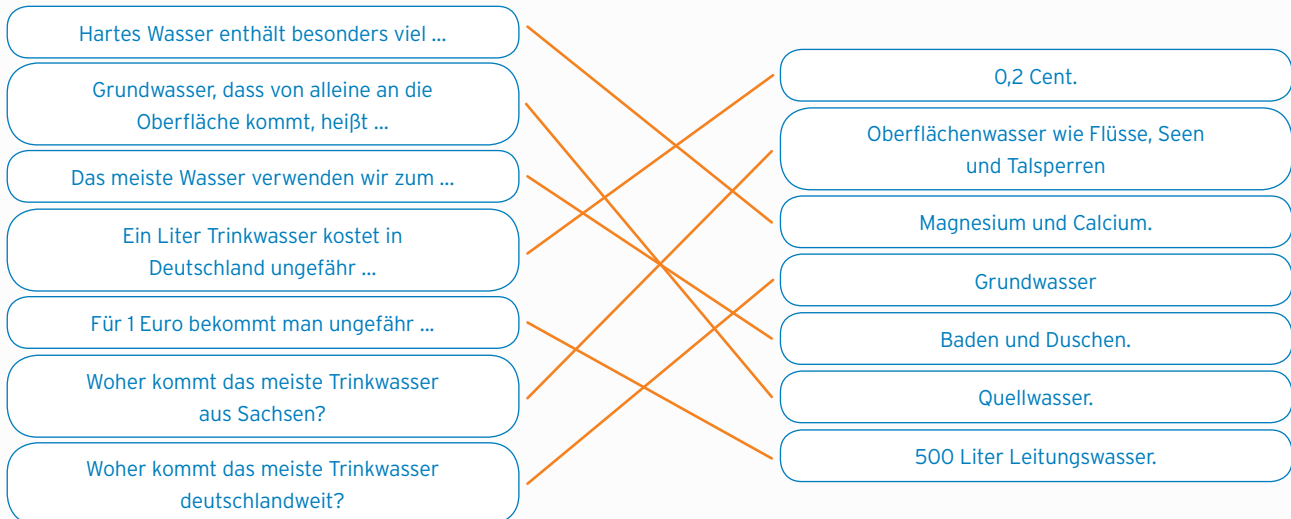 Hartes Wasser enthält besonders viel ...
Grundwasser, dass von alleine an die
Oberfläche kommt, heißt ...
Das meiste Wasser verwenden wir zum ...
Ein Liter Trinkwasser kostet in
Deutschland ungefähr ...
Für 1 Euro bekommt man ungefähr ...
Woher kommt das meiste Trinkwasser
aus Sachsen?
Woher kommt das meiste Trinkwasser
deutschlandweit?
0,2 Cent.
Oberflächenwasser wie Flüsse, Seen
und Talsperren
Magnesium und Calcium.
Grundwasser
Baden und Duschen.
Quellwasser.
500 Liter Leitungswasser.